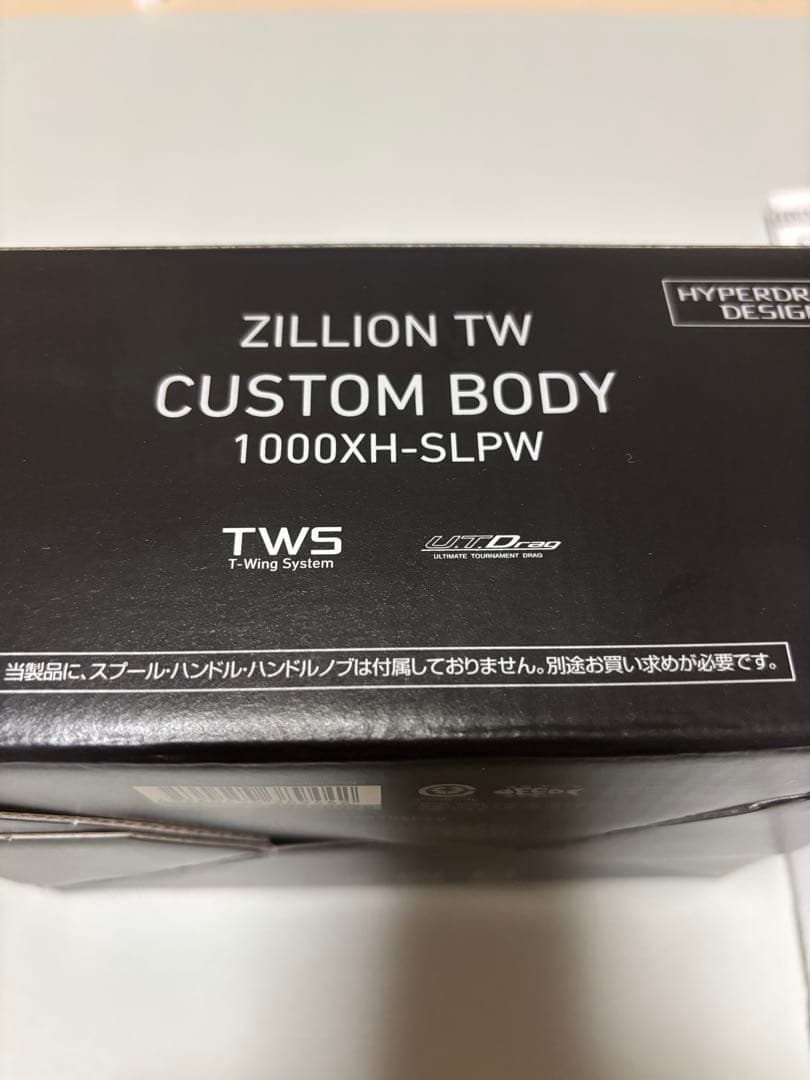 HYPERDR
DESIG
ZILLION TW
CUSTOM BODY
1000XH-SLPW
TWS
T-Wing System
U.T.Drag
ULTIMATE TOURNAMENT DRAG
当製品に、スプール・ハンドル・ハンドルノブは付属しておりません。別途お買い求めが必要です。